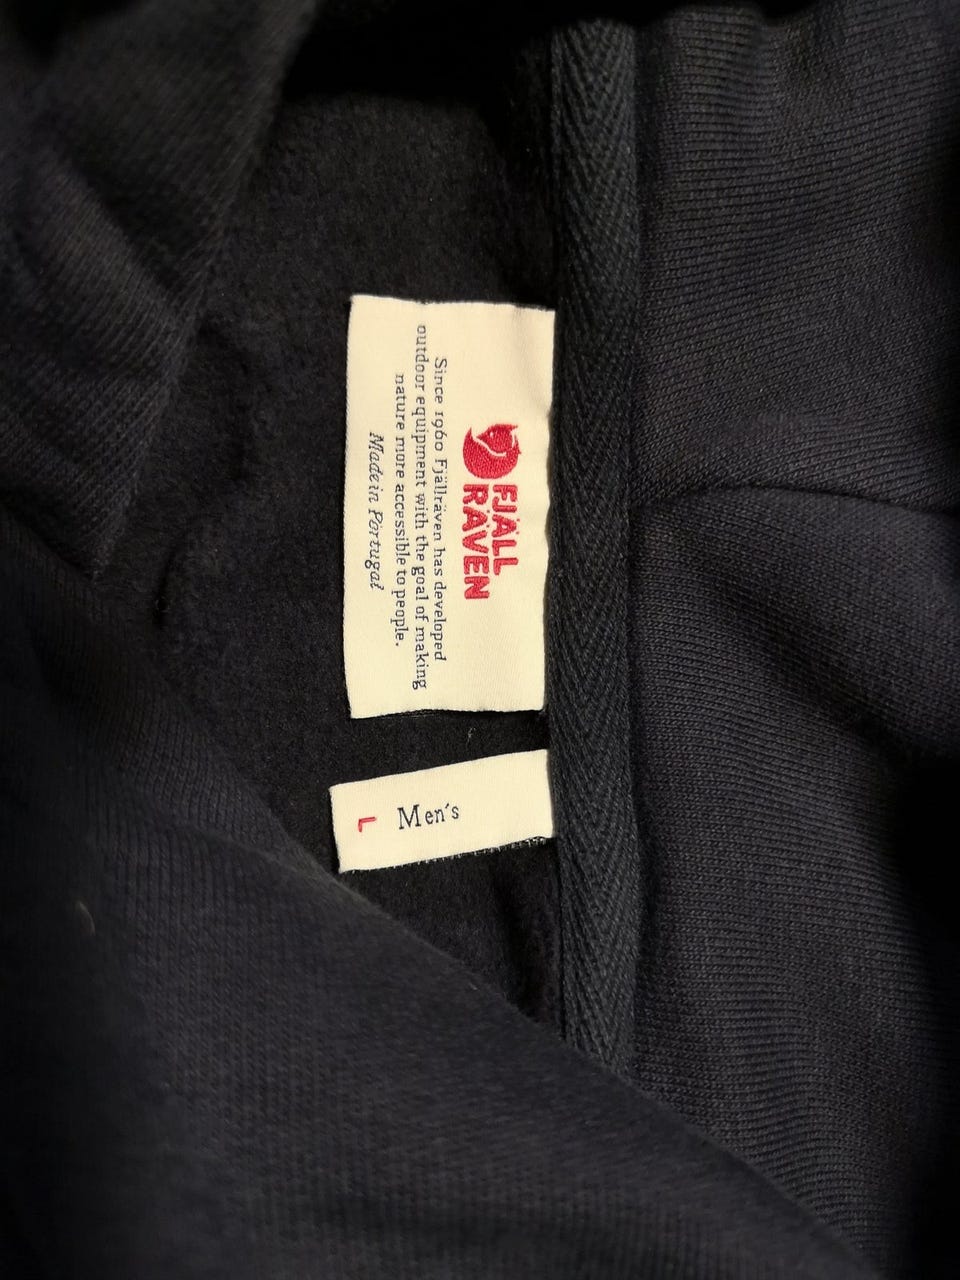 FJÄLL
RÄVEN
Since 1960 Fjällräven has developed
outdoor equipment with the goal of making
nature more accessible to people.
Made in Portugal
Men's
L